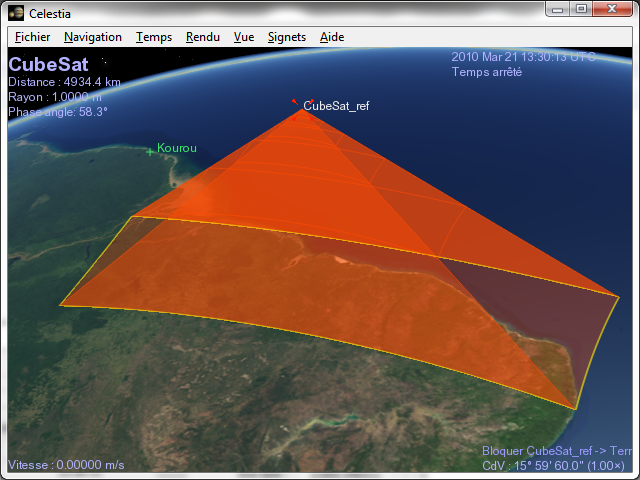 Celestia
Fichier Navigation Temps Rendu Vue Signets Aide
CubeSat
Distance : 4934.4 km
Rayon : 1.0000 m
Phase angle: 58.3°
2010 Mar 21 13:30:13 UTC
Temps arrêté
CubeSat_ref
Kourou
Vitesse : 0.00000 m/s
Bloquer CubeSat_ref -> Terr
CdV : 15° 59' 60.0" (1.00×)